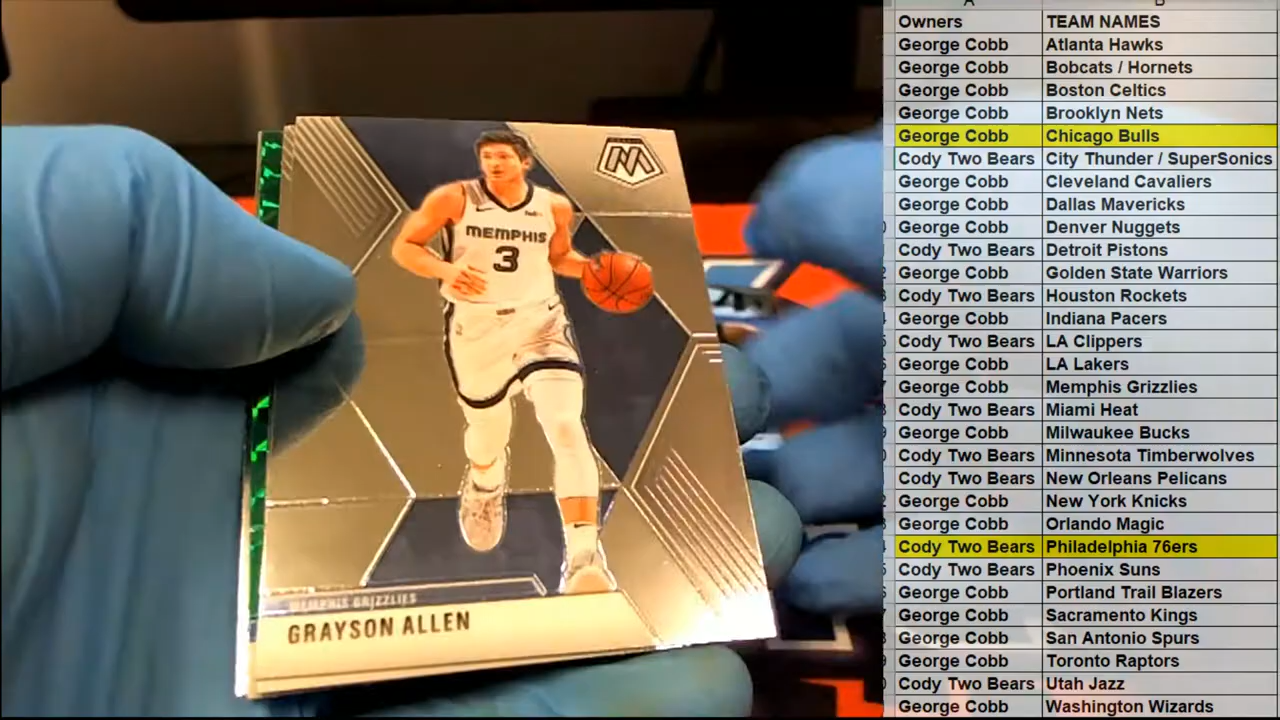 MEMPHIS
3
MEMPHIS GRIZZLIES
GRAYSON ALLEN
A B
Owners TEAM NAMES
George Cobb Atlanta Hawks
George Cobb Bobcats / Hornets
George Cobb Boston Celtics
George Cobb Brooklyn Nets
George Cobb Chicago Bulls
Cody Two Bears City Thunder / SuperSonics
George Cobb Cleveland Cavaliers
George Cobb Dallas Mavericks
George Cobb Denver Nuggets
Cody Two Bears Detroit Pistons
George Cobb Golden State Warriors
Cody Two Bears Houston Rockets
George Cobb Indiana Pacers
Cody Two Bears LA Clippers
George Cobb LA Lakers
George Cobb Memphis Grizzlies
Cody Two Bears Miami Heat
George Cobb Milwaukee Bucks
Cody Two Bears Minnesota Timberwolves
Cody Two Bears New Orleans Pelicans
George Cobb New York Knicks
George Cobb Orlando Magic
Cody Two Bears Philadelphia 76ers
Cody Two Bears Phoenix Suns
George Cobb Portland Trail Blazers
George Cobb Sacramento Kings
George Cobb San Antonio Spurs
George Cobb Toronto Raptors
Cody Two Bears Utah Jazz
George Cobb Washington Wizards